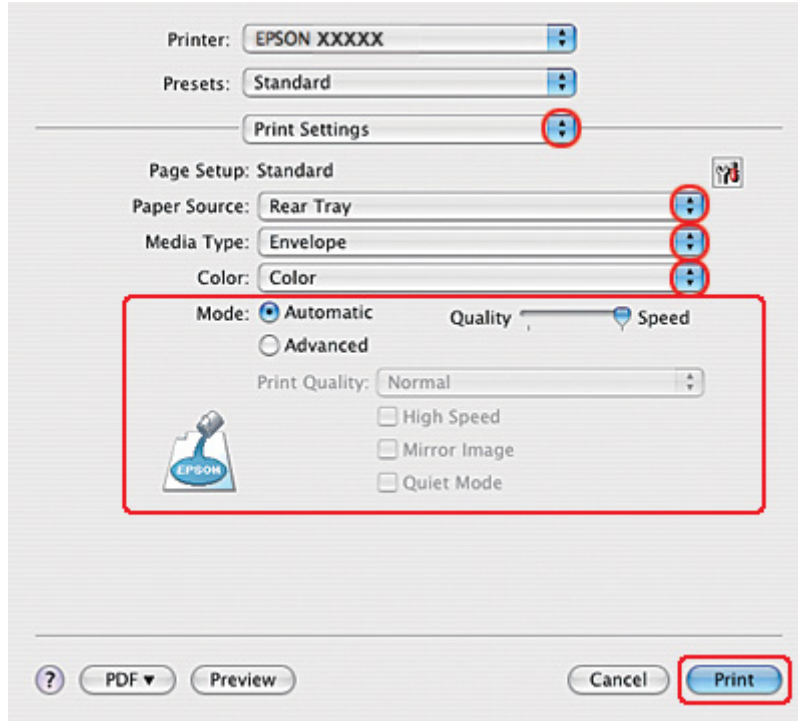 Printer: EPSON XXXXX
Presets: Standard
Print Settings
Page Setup: Standard
Paper Source: Rear Tray
Media Type: Envelope
Color: Color
Mode: Automatic Quality Speed
Advanced
Print Quality: Normal
High Speed
Mirror Image
EPSON
Quiet Mode
? PDF ▼ Preview Cancel Print